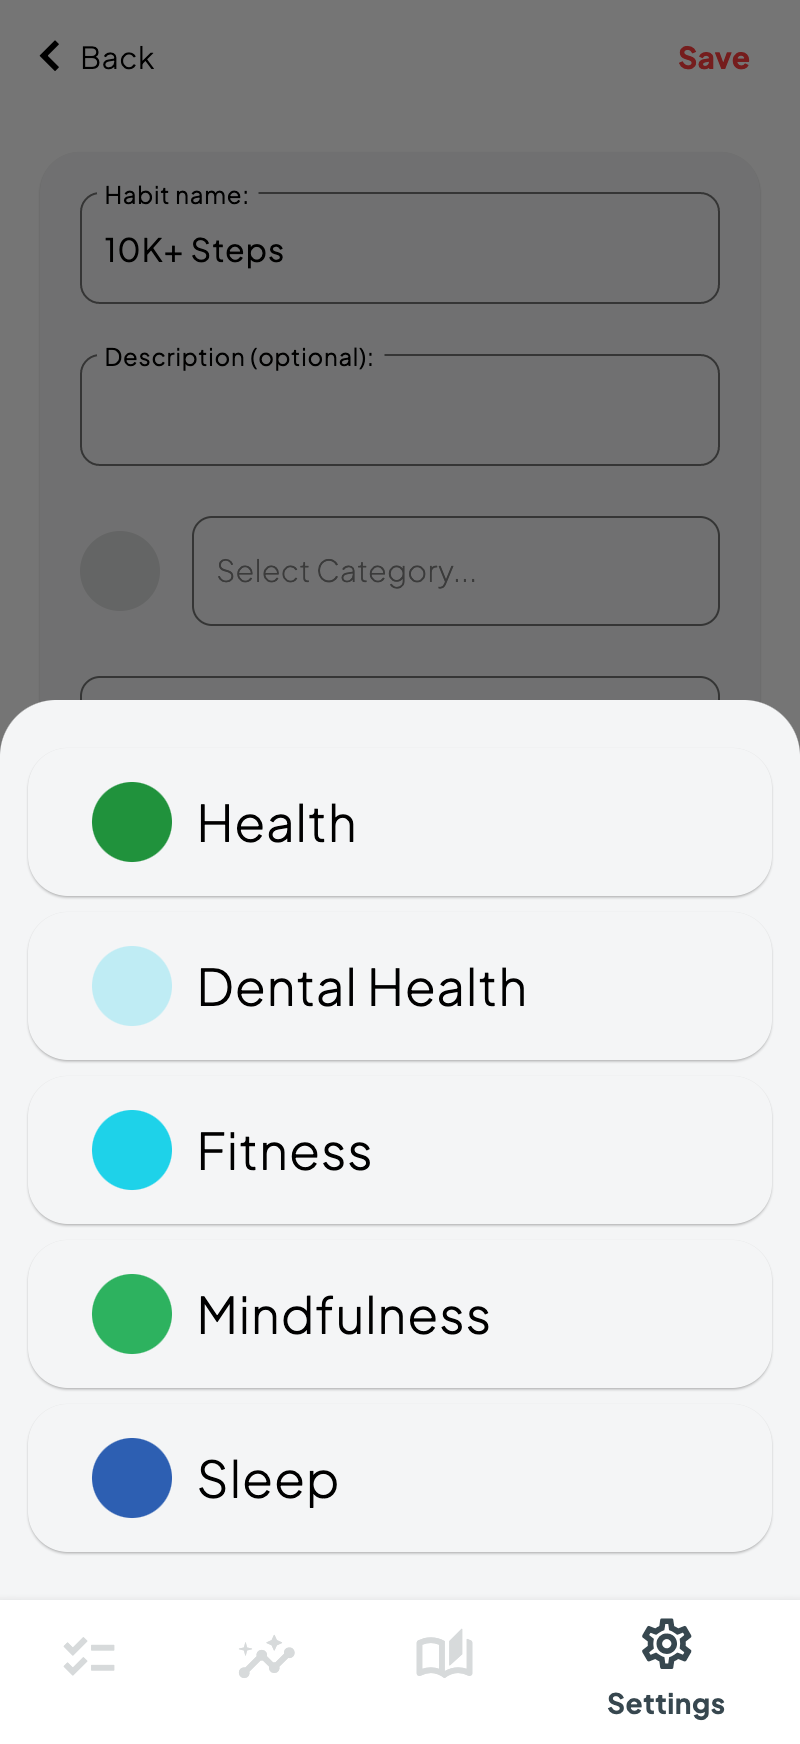 Back
Save
Habit name:
10K+ Steps
Description (optional):
Select Category...
Health
Dental Health
Fitness
Mindfulness
Sleep
Settings